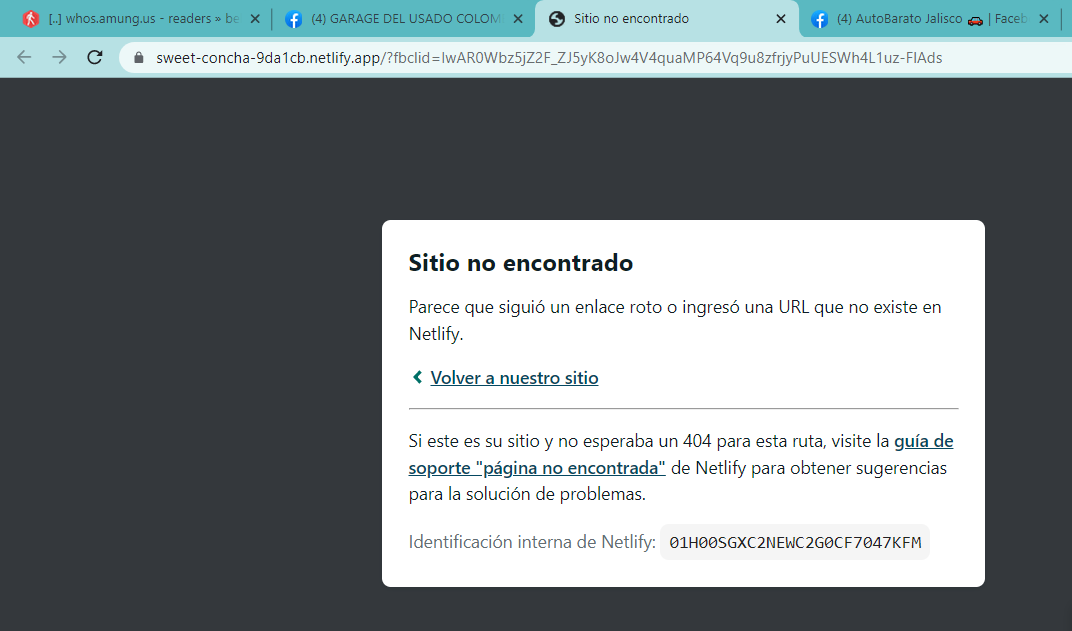 [..] whos.amung.us - readers » be
(4) GARAGE DEL USADO COLOM
Sitio no encontrado
(4) AutoBarato Jalisco 🚗 | Faceb
sweet-concha-9da1cb.netlify.app/?fbclid=IwAR0Wbz5jZ2F_ZJ5yK8oJw4V4quaMP64Vq9u8zfrjyPuUESWh4L1uz-FIAds
Sitio no encontrado
Parece que siguió un enlace roto o ingresó una URL que no existe en
Netlify.
Volver a nuestro sitio
Si este es su sitio y no esperaba un 404 para esta ruta, visite la guía de
soporte "página no encontrada" de Netlify para obtener sugerencias
para la solución de problemas.
Identificación interna de Netlify: 01H00SGXC2NEWC2G0CF7047KFM